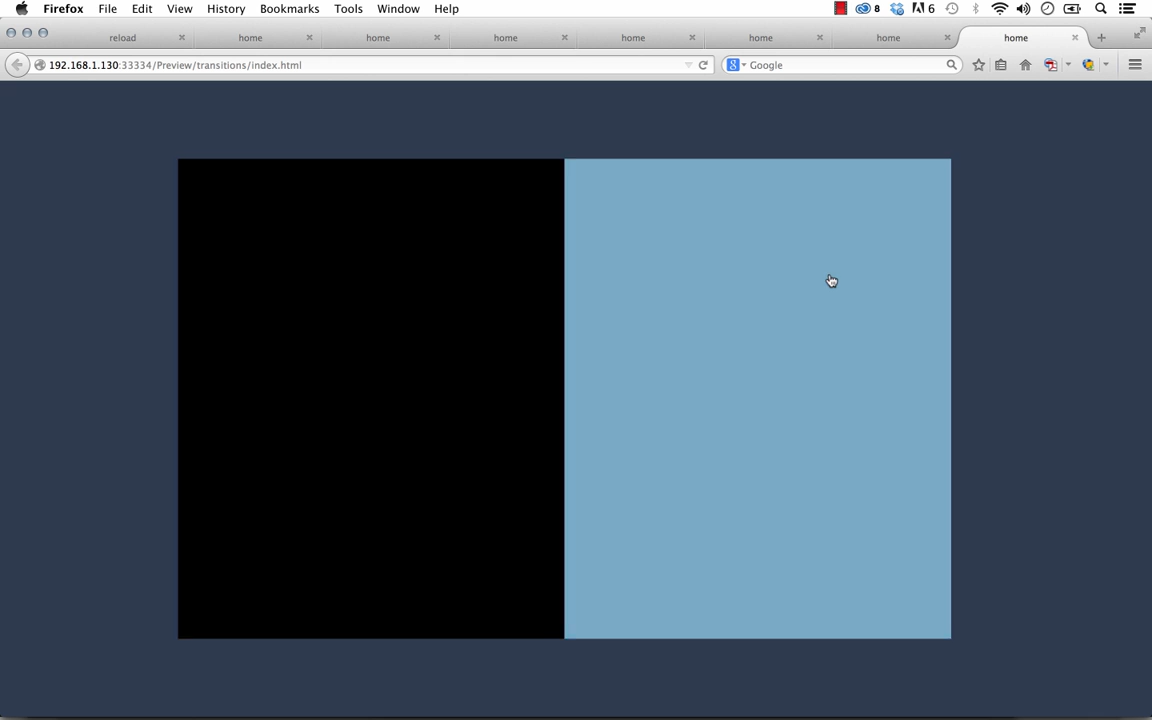 Firefox File Edit View History Bookmarks Tools Window Help 8 6
reload home home home home home home home
192.168.1.130:33334/Preview/transitions/index.html Google